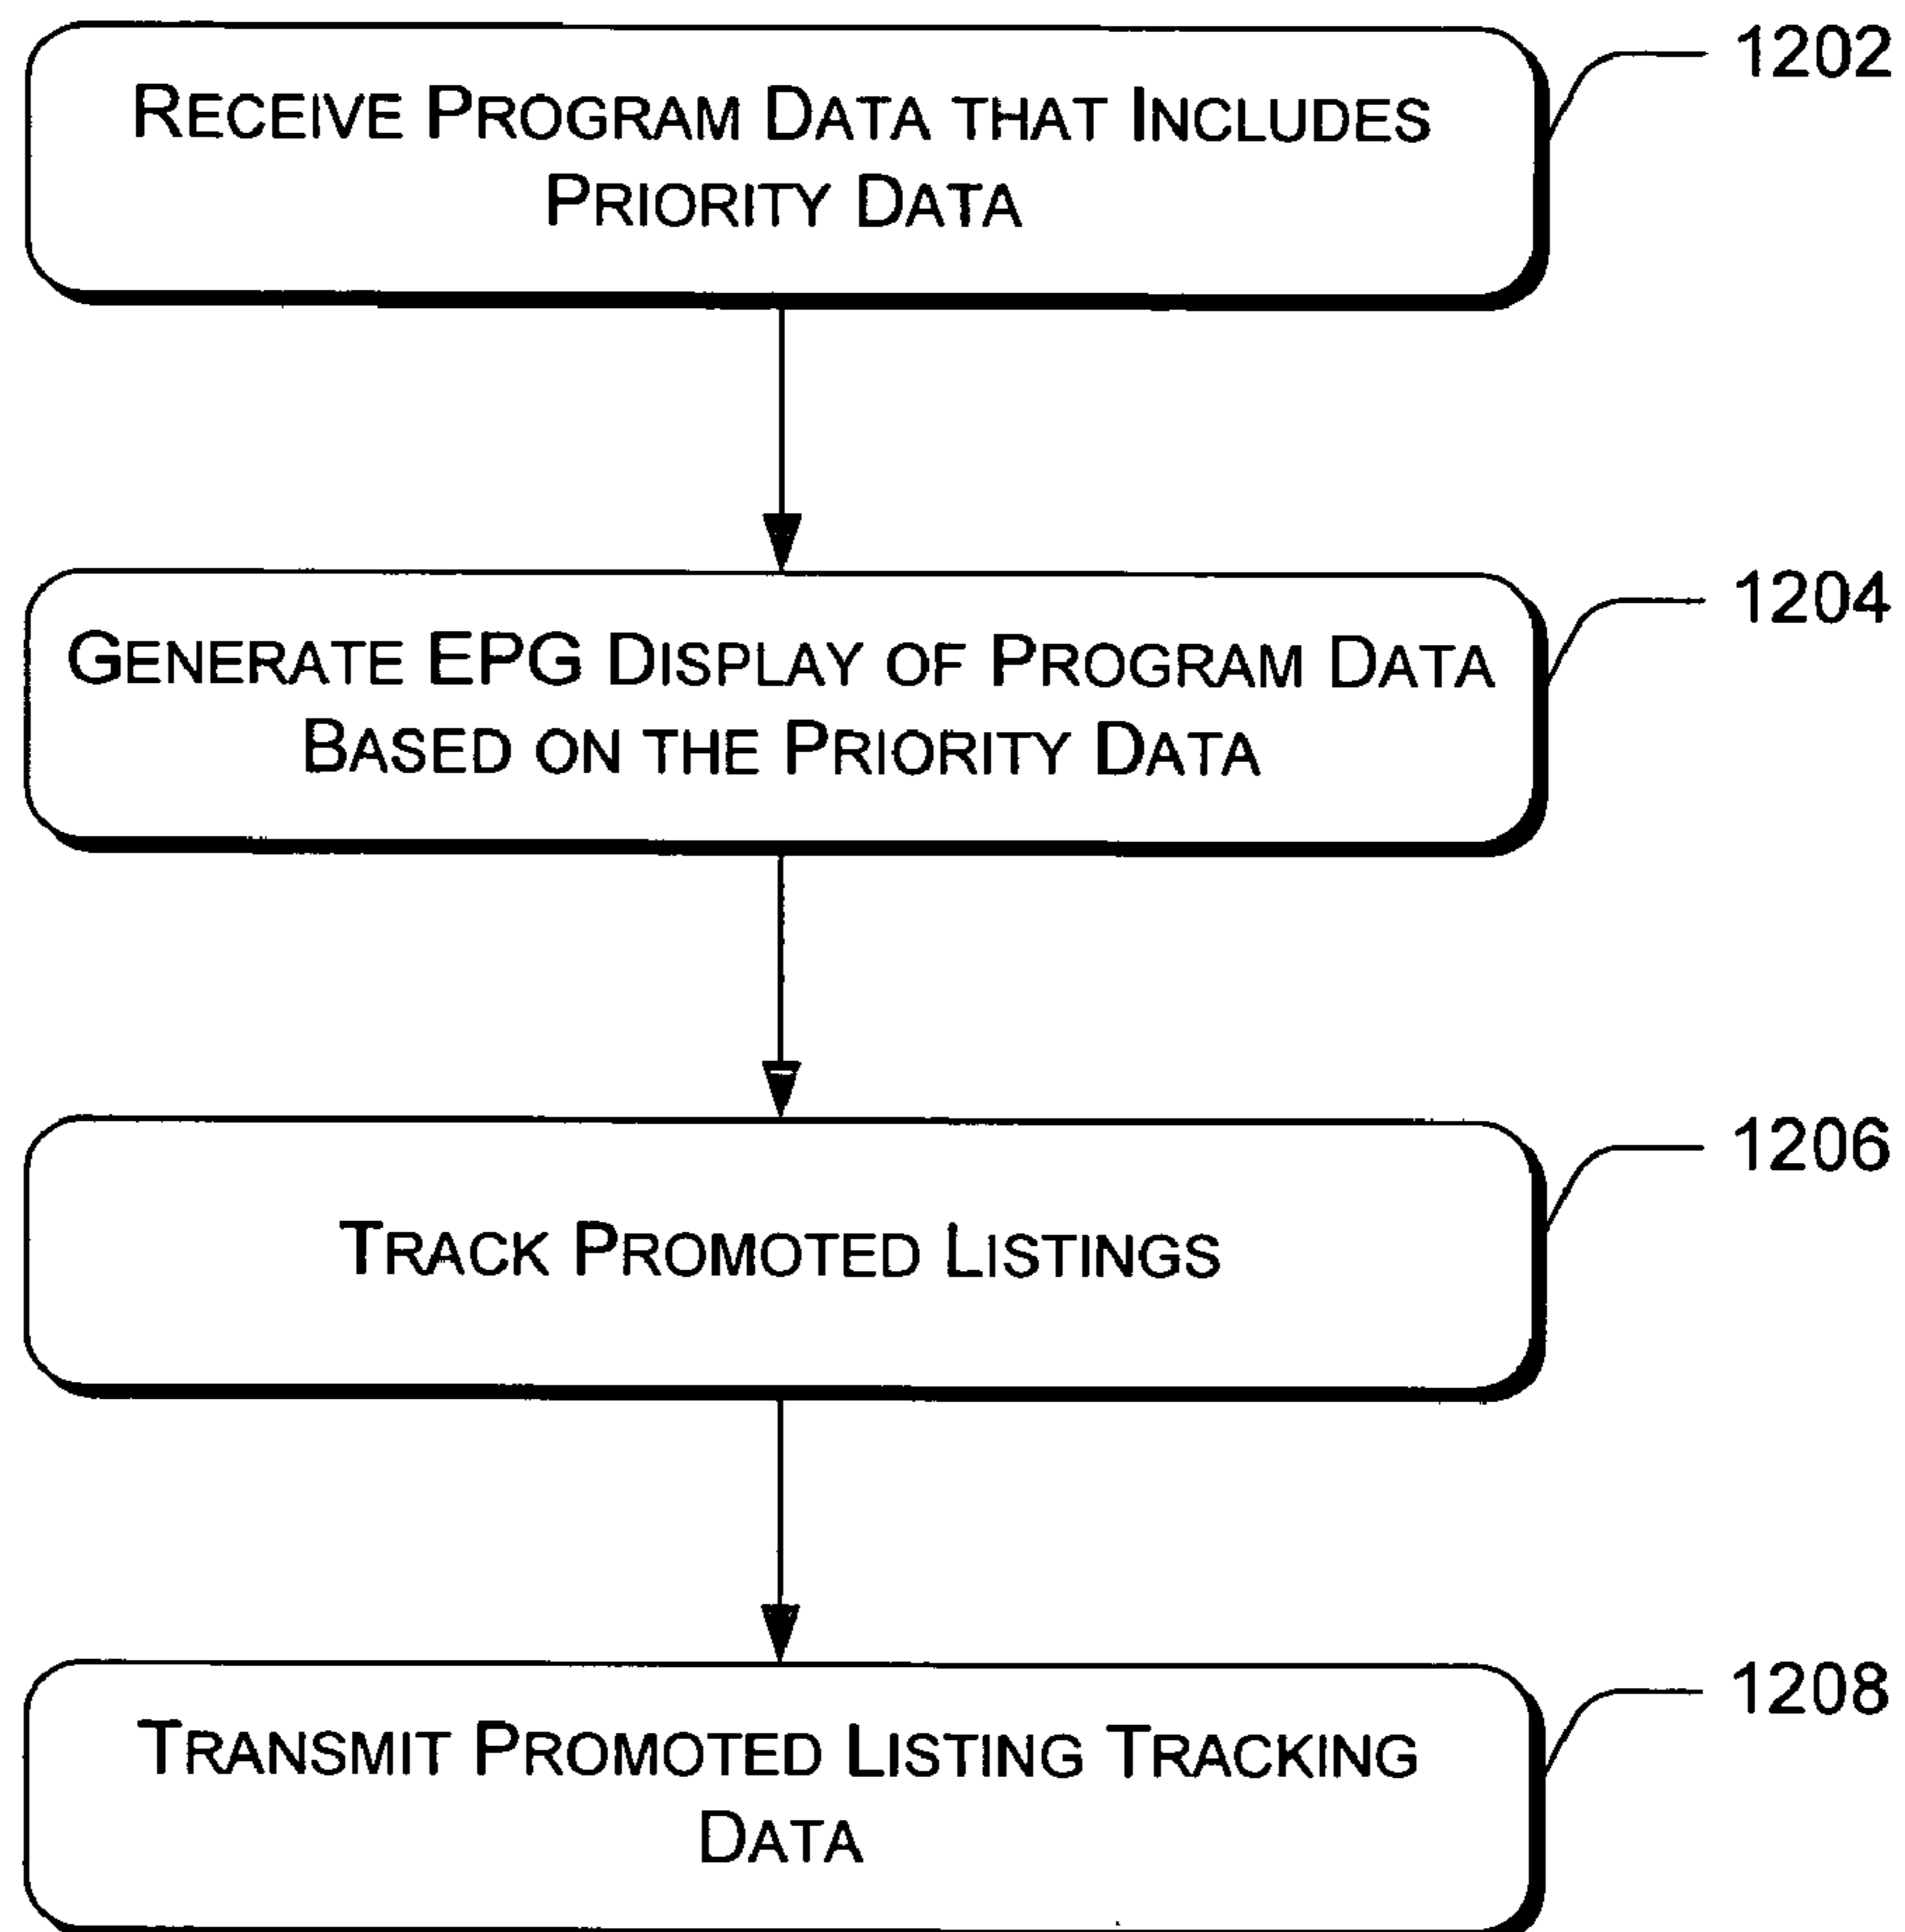 1202
RECEIVE PROGRAM DATA THAT INCLUDES
PRIORITY DATA
1204
GENERATE EPG DISPLAY OF PROGRAM DATA
BASED ON THE PRIORITY DATA
1206
TRACK PROMOTED LISTINGS
1208
TRANSMIT PROMOTED LISTING TRACKING
DATA